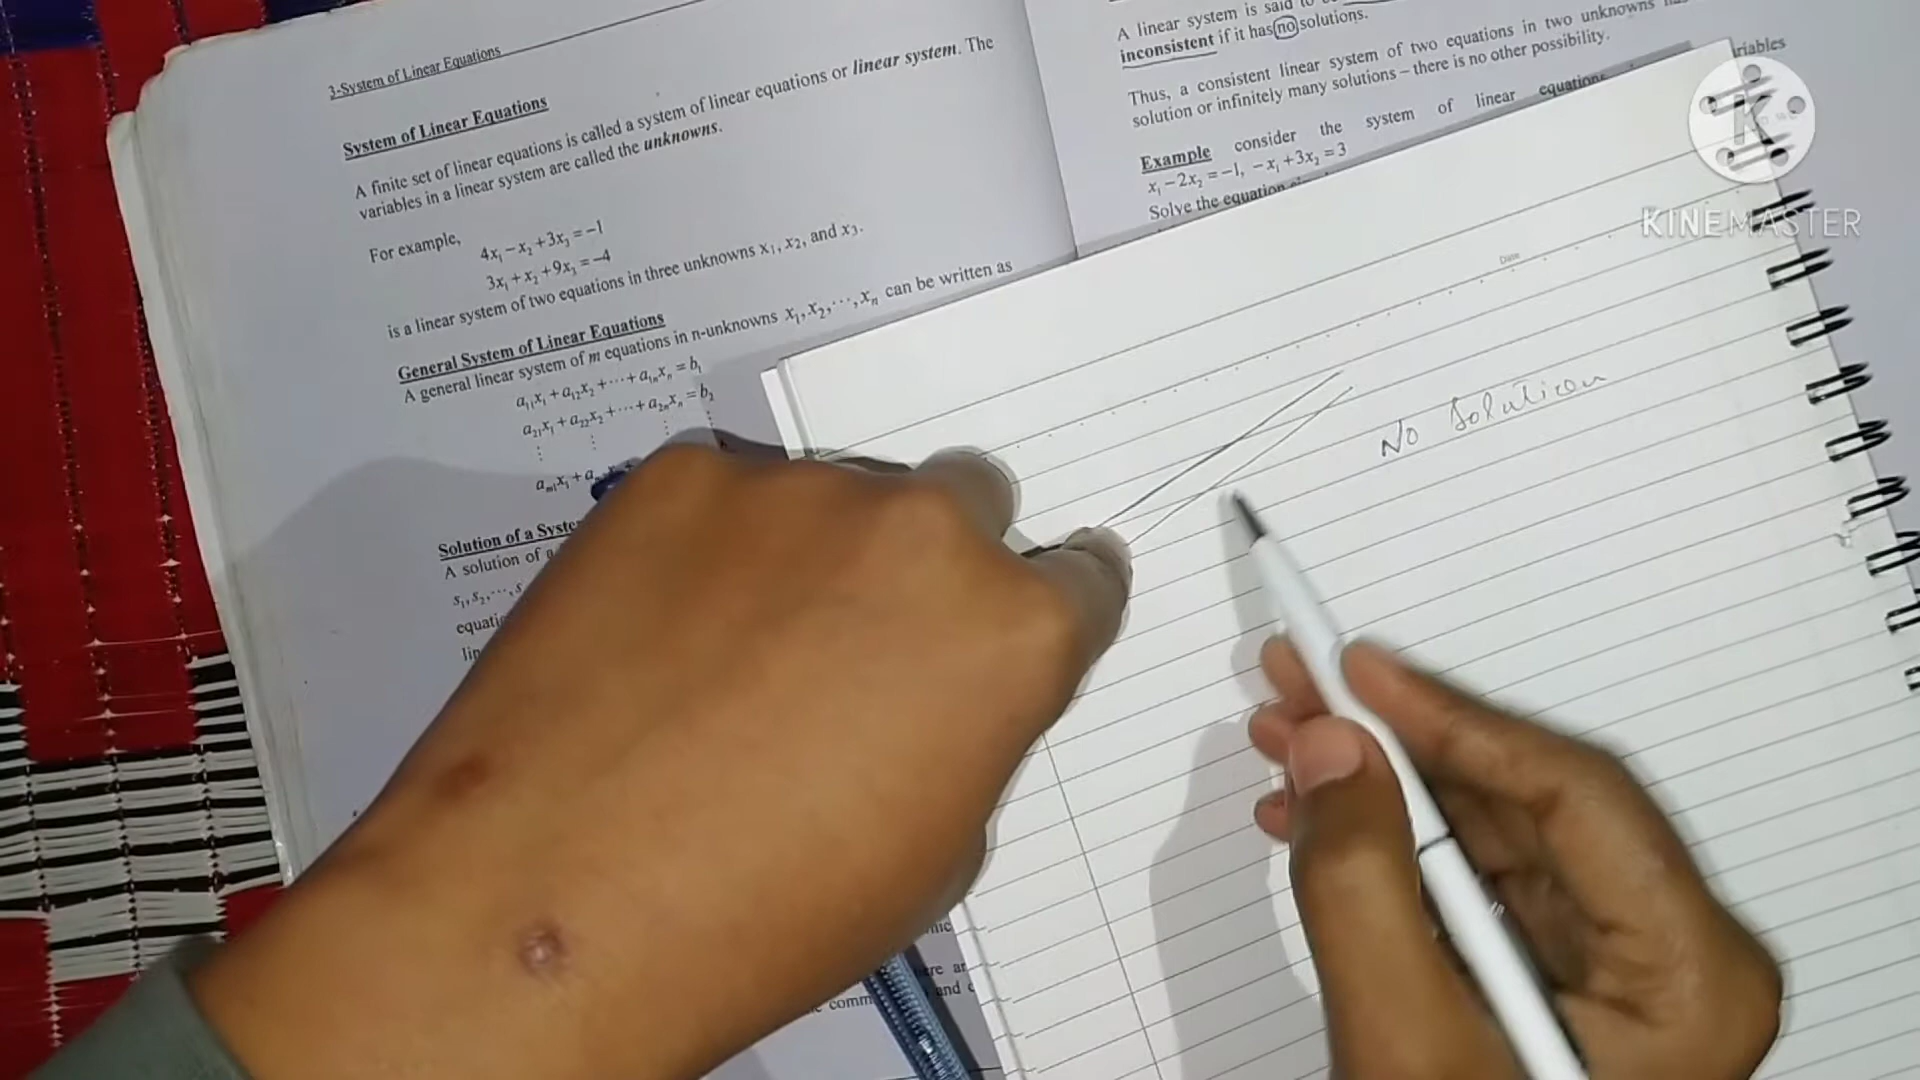 3-System of Linear Equations
System of Linear Equations
A finite set of linear equations is called a system of linear equations or linear system. The
variables in a linear system are called the unknowns.
For example,
4x₁ − x₂ + 3x₃ = −1
3x₁ + x₂ + 9x₃ = −4
is a linear system of two equations in three unknowns x₁, x₂, and x₃.
General System of Linear Equations
A general linear system of m equations in n-unknowns x₁, x₂, ⋯, xₙ can be written as
a₁₁x₁ + a₁₂x₂ + ⋯ + a₁ₙxₙ = b₁
a₂₁x₁ + a₂₂x₂ + ⋯ + a₂ₙxₙ = b₂
⋮ ⋮ ⋮ ⋮
aₘ₁x₁ + a
Solution of a
A solution of a
s₁, s₂, ⋯, s
A linear system is said to
inconsistent if it has no solutions.
Thus, a consistent linear system of two equations in two unknowns
solution or infinitely many solutions – there is no other possibility.
Example consider the system of linear equations
x₁ − 2x₂ = −1, −x₁ + 3x₂ = 3
Solve the equation
Date
No Solution
and
K
KINEMASTER